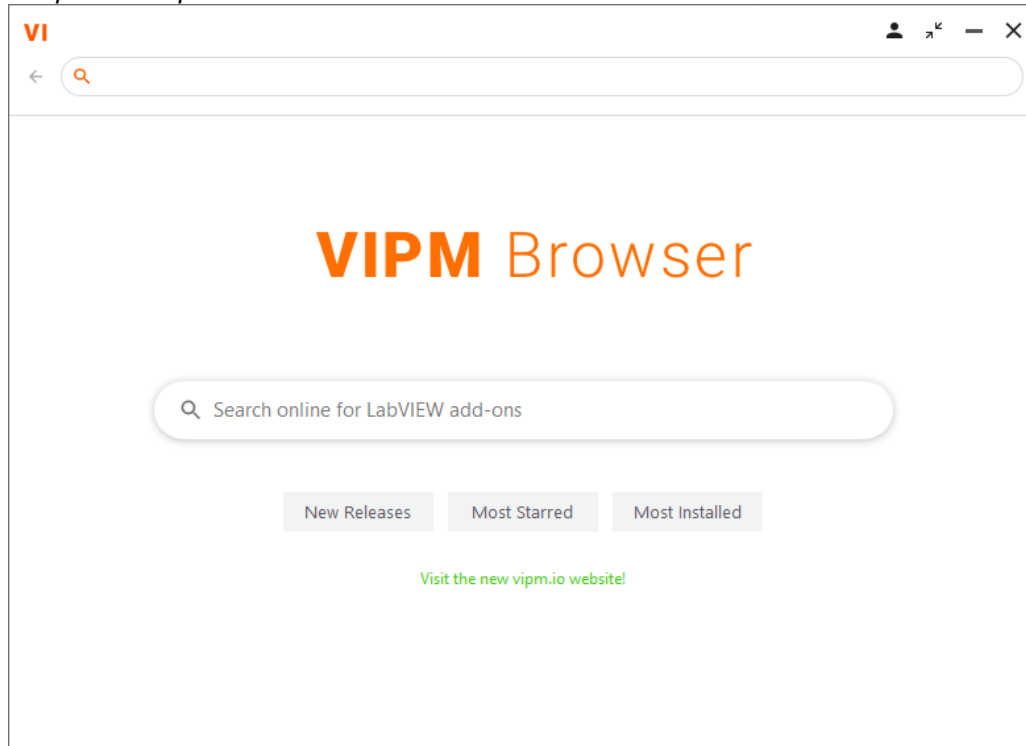 VI
VIPM Browser
Search online for LabVIEW add-ons
New Releases Most Starred Most Installed
Visit the new vipm.io website!